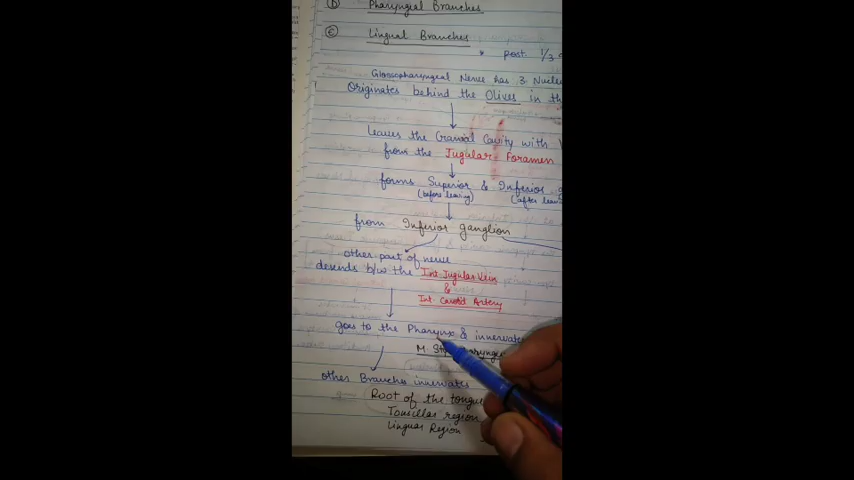 (b) Pharyngeal Branches
(c) Lingual Branches
* post. 1/3
Glossopharyngeal Nerve has 3 Nuclei
Originates behind the Olives in th
leaves the Cranial Cavity with
from the Jugular Foramen
forms Superior & Inferior g
(before leaving) (after leav
from Inferior ganglion
other part of nerve
desends b/w the Int. Jugular Vein
&
Int. Carotid Artery
goes to the Pharynx & innervate
M.
other Branches innervates
Root of the tongue
Tonsillar region
Lingual Region